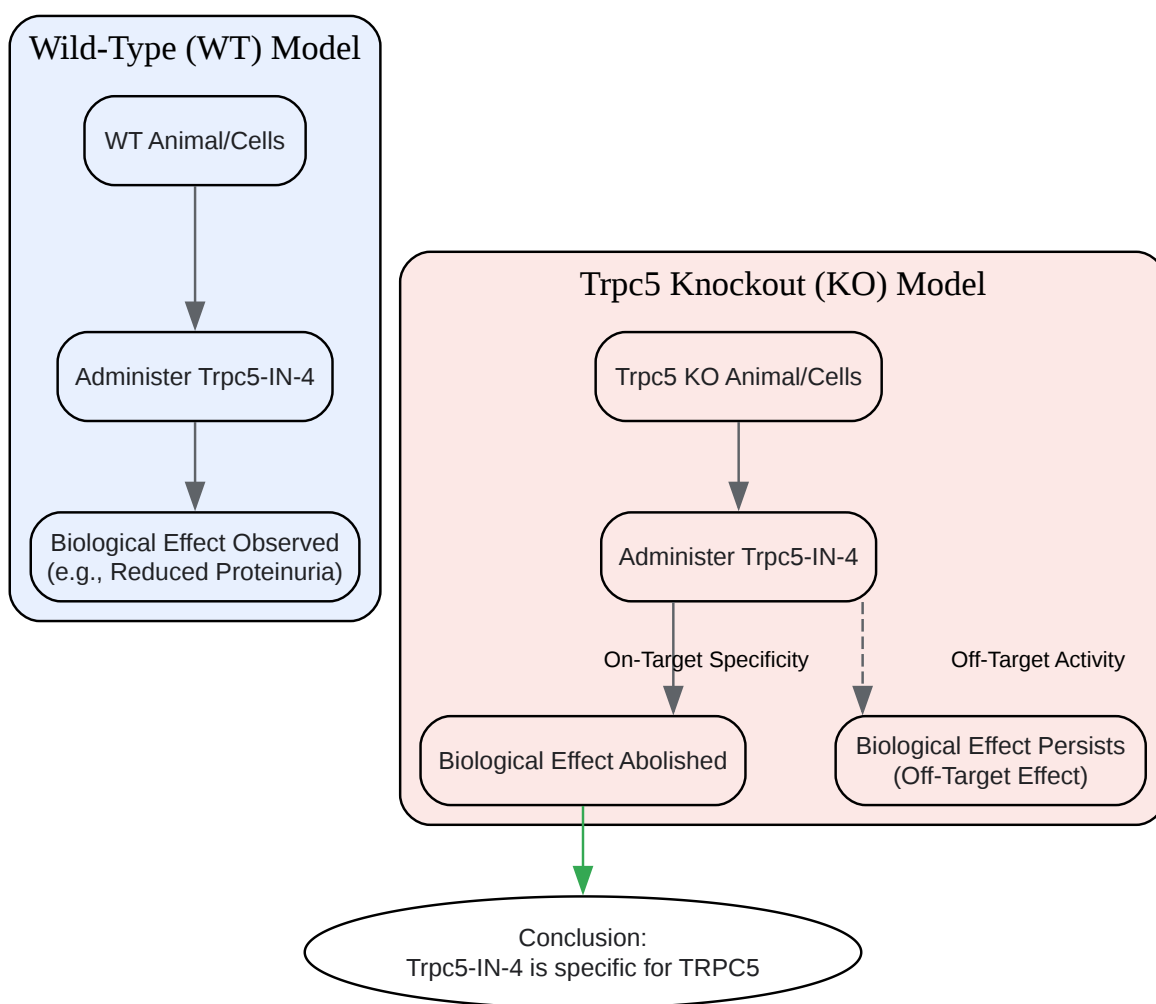 Wild-Type (WT) Model
WT Animal/Cells
Administer Trpc5-IN-4
Biological Effect Observed
(e.g., Reduced Proteinuria)
Trpc5 Knockout (KO) Model
Trpc5 KO Animal/Cells
Administer Trpc5-IN-4
On-Target Specificity
Off-Target Activity
Biological Effect Abolished
Biological Effect Persists
(Off-Target Effect)
Conclusion:
Trpc5-IN-4 is specific for TRPC5